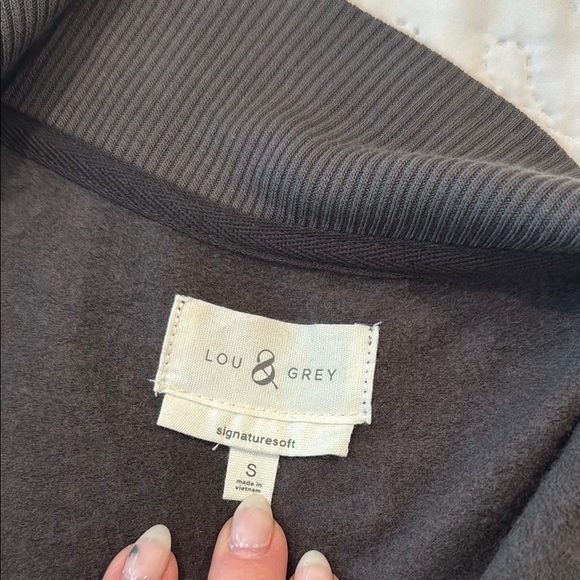 LOU & GREY
signaturesoft
S
made in
vietnam